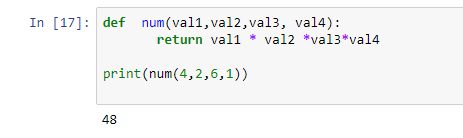 In [17]: def  num(val1,val2,val3, val4):
return val1 * val2 *val3*val4
print(num(4,2,6,1))
48